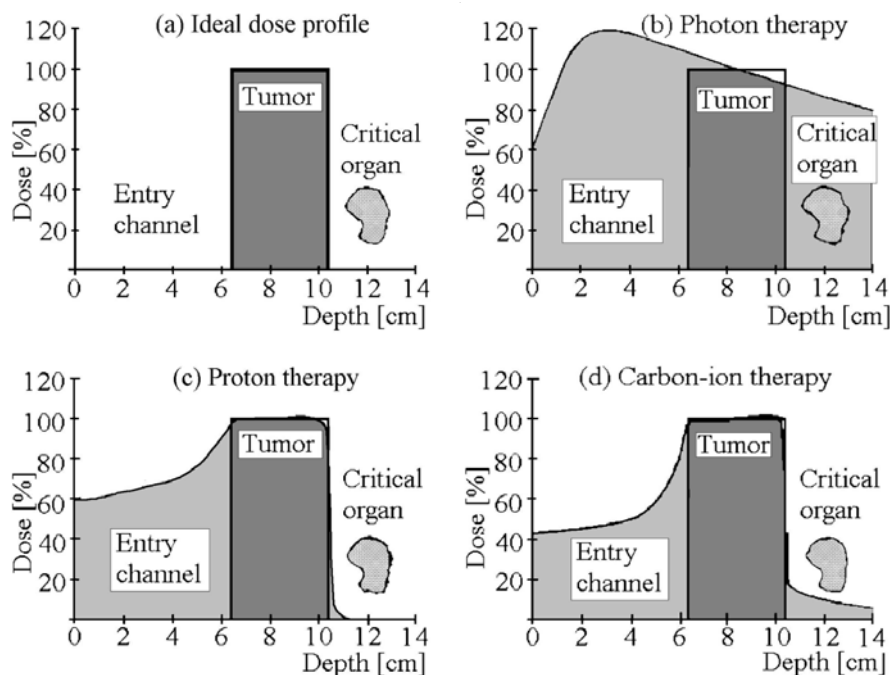 (a) Ideal dose profile
120
100
80
60
40
20
Dose [%]
Tumor
Critical
organ
Entry
channel
0 2 4 6 8 10 12 14
Depth [cm]
(b) Photon therapy
120
100
80
60
40
20
Dose [%]
Tumor
Critical
organ
Entry
channel
0 2 4 6 8 10 12 14
Depth [cm]
(c) Proton therapy
120
100
80
60
40
20
Dose [%]
Tumor
Critical
organ
Entry
channel
0 2 4 6 8 10 12 14
Depth [cm]
(d) Carbon-ion therapy
120
100
80
60
40
20
Dose [%]
Tumor
Critical
organ
Entry
channel
0 2 4 6 8 10 12 14
Depth [cm]